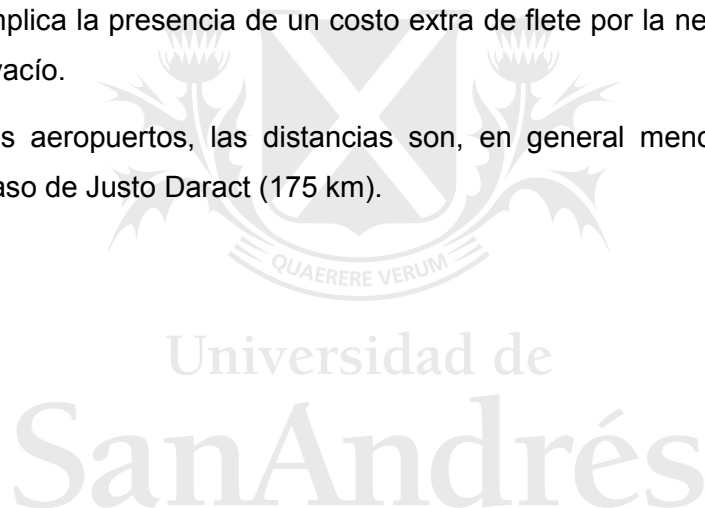 mplica la presencia de un costo extra de flete por la ne
vacío.
s aeropuertos, las distancias son, en general meno
aso de Justo Daract (175 km).
QUAERERE VERUM
Universidad de
SanAndrés